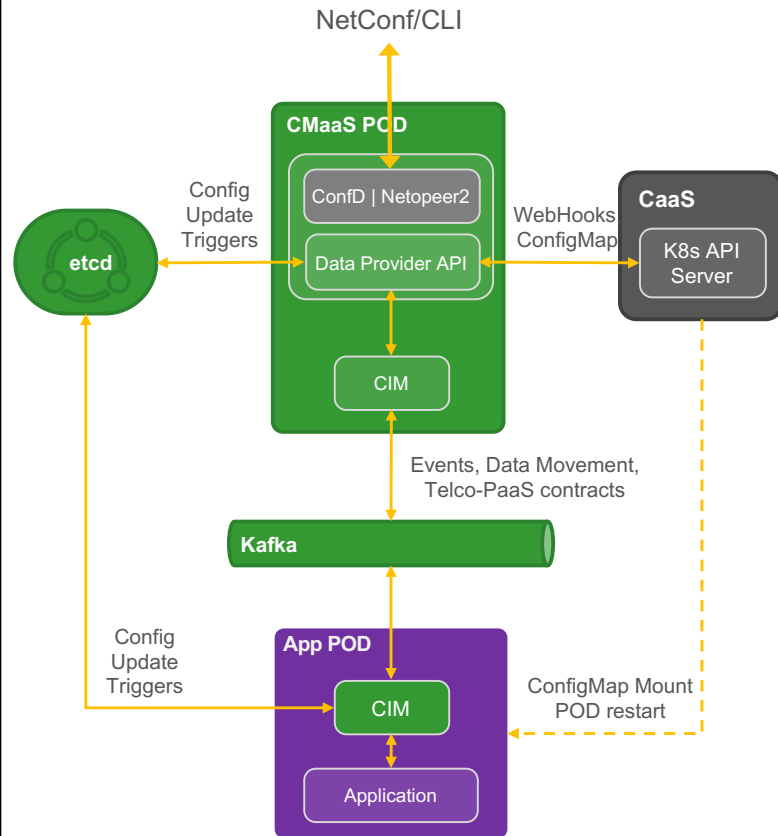 NetConf/CLI
CMaaS POD
ConfD | Netopeer2
Config
Update
Triggers
etcd
Data Provider API
WebHooks
ConfigMap
CaaS
K8s API
Server
CIM
Events, Data Movement,
Telco-PaaS contracts
Kafka
App POD
Config
Update
Triggers
CIM
ConfigMap Mount
POD restart
Application